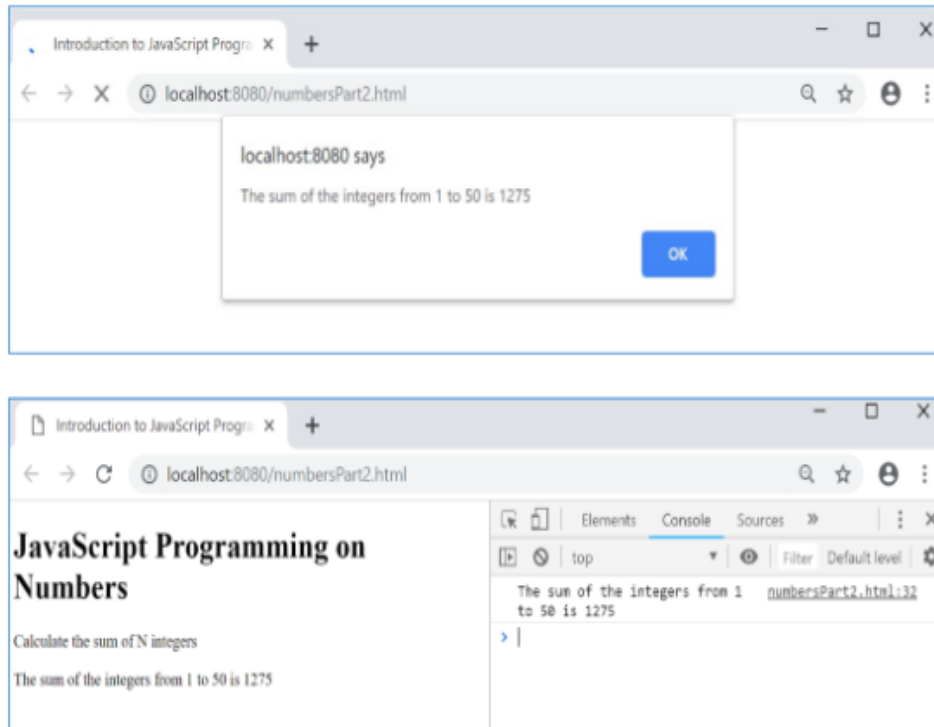 Introduction to JavaScript Progra
localhost:8080/numbersPart2.html
localhost:8080 says
The sum of the integers from 1 to 50 is 1275
OK
Introduction to JavaScript Progra
localhost:8080/numbersPart2.html
Elements Console Sources »
top Filter Default level
JavaScript Programming on
Numbers
Calculate the sum of N integers
The sum of the integers from 1 to 50 is 1275
The sum of the integers from 1 numbersPart2.html:32
to 50 is 1275
>